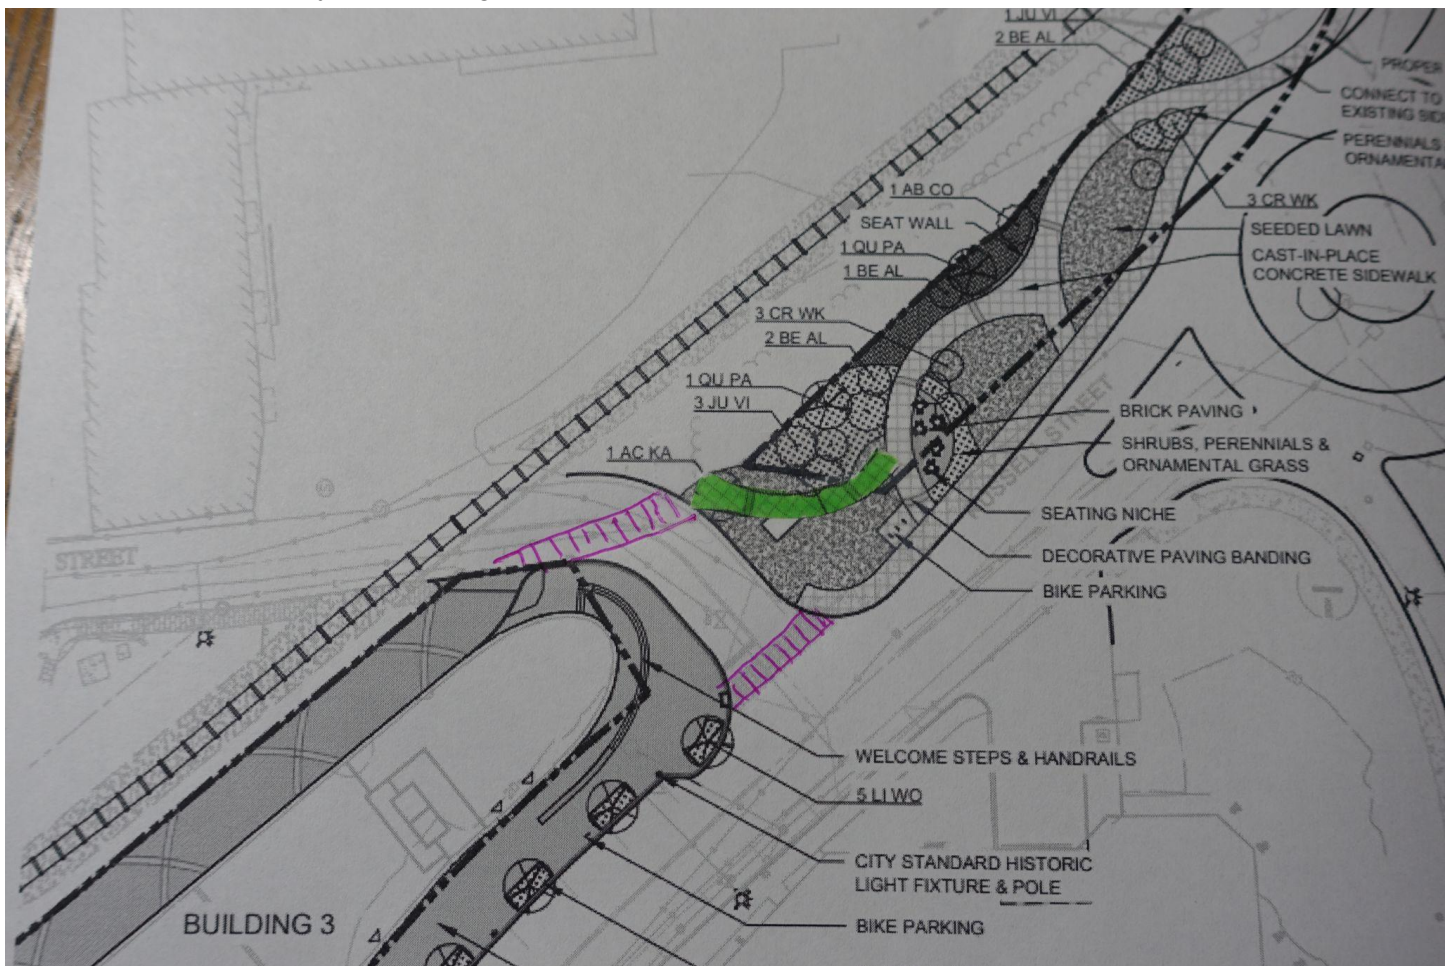 1 JU VI
2 BE AL
PROPER
CONNECT TO
EXISTING
PERENNIALS
ORNAMENTA
1 AB CO
3 CR WK
SEAT WALL
SEEDED LAWN
1 QU PA
CAST-IN-PLACE
CONCRETE SIDEWALK
1 BE AL
3 CR WK
2 BE AL
1 QU PA
3 JU VI
BRICK PAVING
RUSSELL STREET
SHRUBS, PERENNIALS &
ORNAMENTAL GRASS
1 AC KA
SEATING NICHE
STREET
DECORATIVE PAVING BANDING
BIKE PARKING
WELCOME STEPS & HANDRAILS
5 LI WO
CITY STANDARD HISTORIC
LIGHT FIXTURE & POLE
BUILDING 3
BIKE PARKING